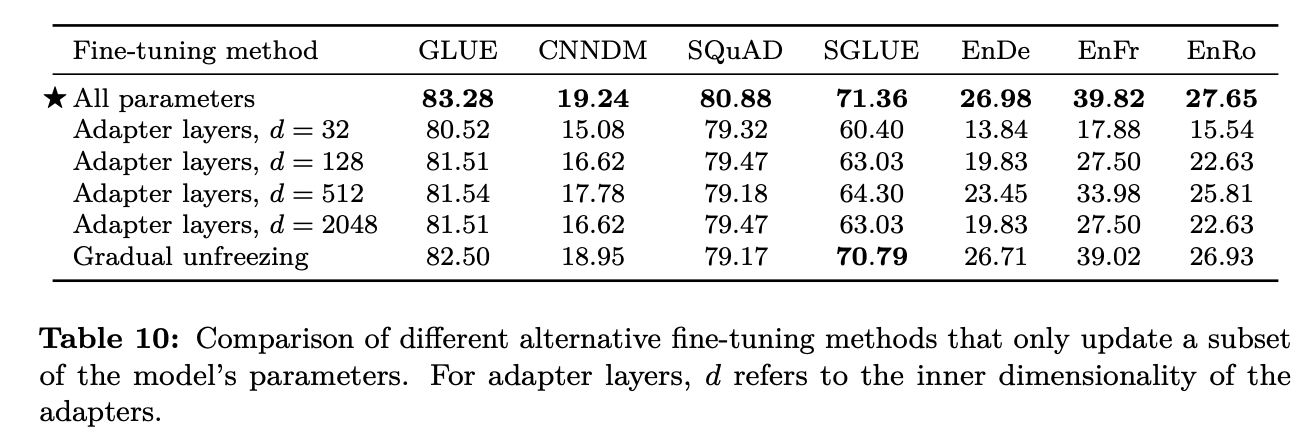 Fine-tuning method GLUE CNNDM SQuAD SGLUE EnDe EnFr EnRo
★ All parameters 83.28 19.24 80.88 71.36 26.98 39.82 27.65
Adapter layers, d = 32 80.52 15.08 79.32 60.40 13.84 17.88 15.54
Adapter layers, d = 128 81.51 16.62 79.47 63.03 19.83 27.50 22.63
Adapter layers, d = 512 81.54 17.78 79.18 64.30 23.45 33.98 25.81
Adapter layers, d = 2048 81.51 16.62 79.47 63.03 19.83 27.50 22.63
Gradual unfreezing 82.50 18.95 79.17 70.79 26.71 39.02 26.93
Table 10: Comparison of different alternative fine-tuning methods that only update a subset
of the model's parameters. For adapter layers, d refers to the inner dimensionality of the
adapters.